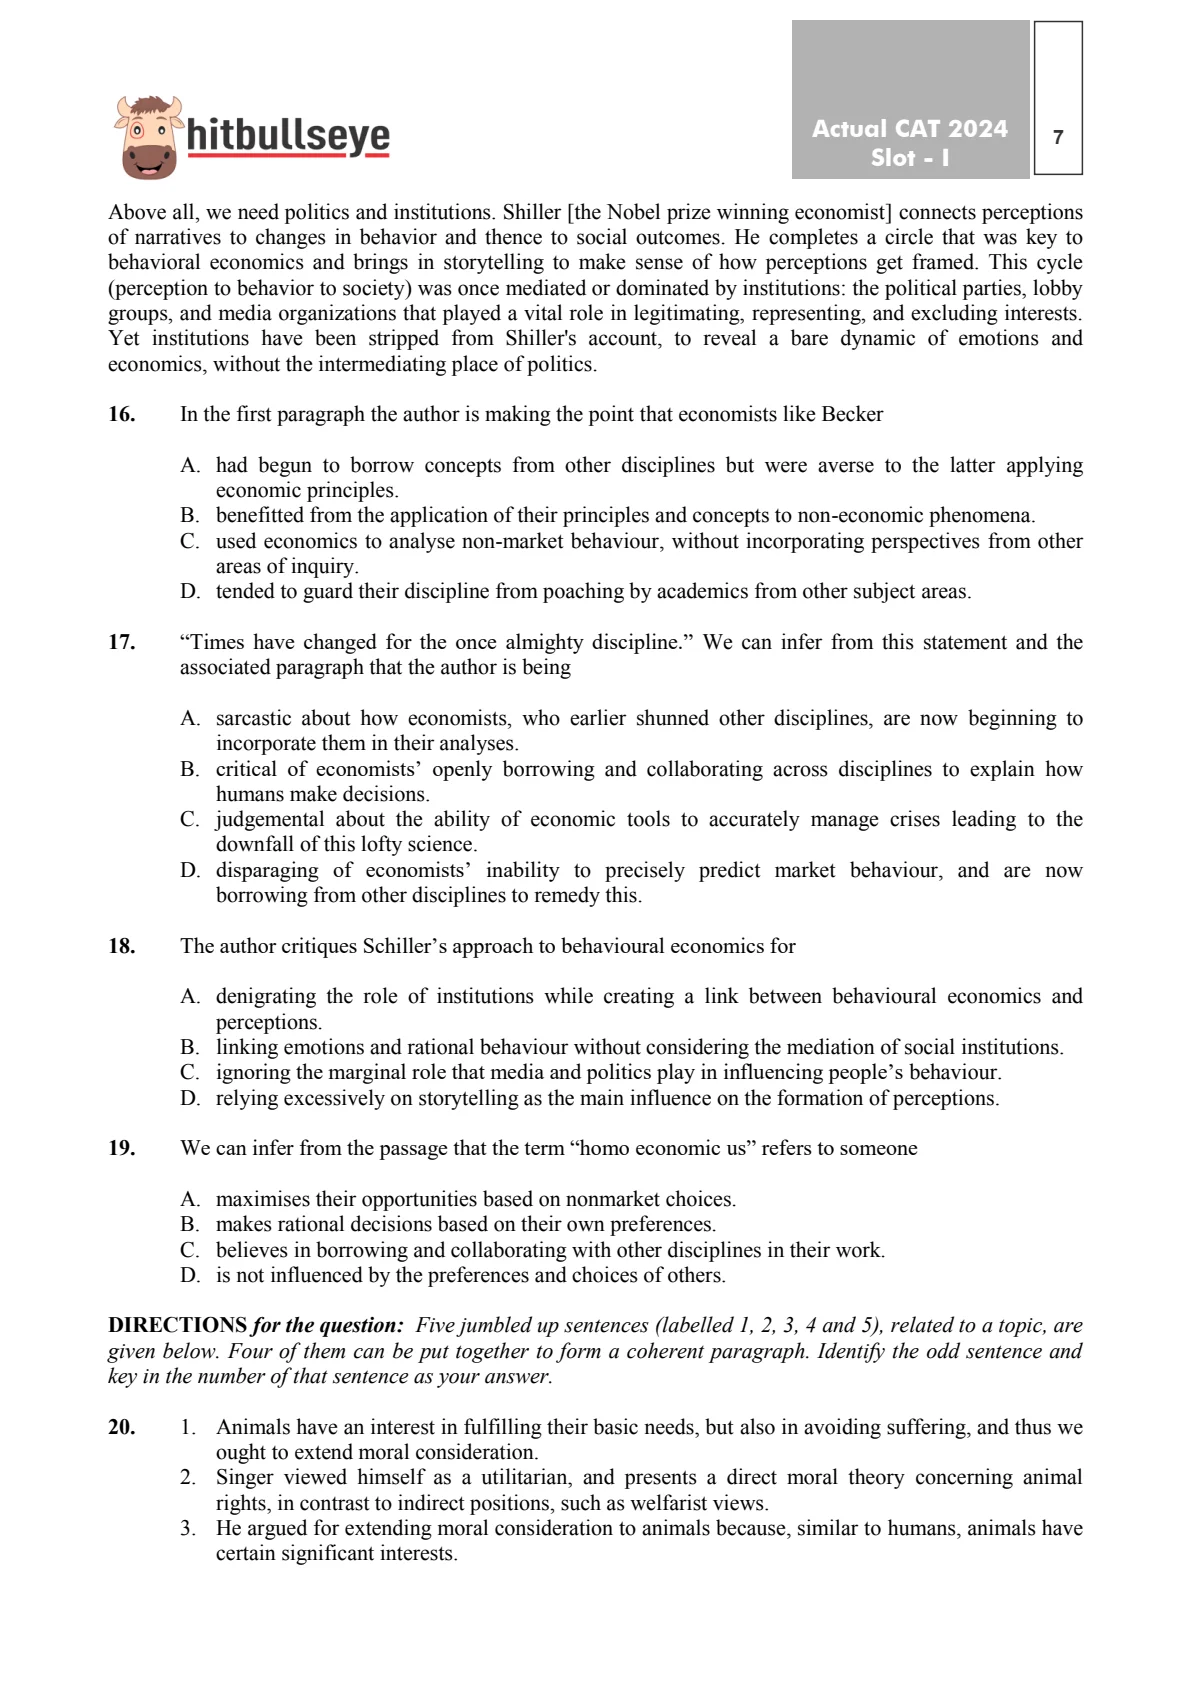 hitbullseye
Actual CAT 2024
Slot - I
7
Above all, we need politics and institutions. Shiller [the Nobel prize winning economist] connects perceptions
of narratives to changes in behavior and thence to social outcomes. He completes a circle that was key to
behavioral economics and brings in storytelling to make sense of how perceptions get framed. This cycle
(perception to behavior to society) was once mediated or dominated by institutions: the political parties, lobby
groups, and media organizations that played a vital role in legitimating, representing, and excluding interests.
Yet institutions have been stripped from Shiller's account, to reveal a bare dynamic of emotions and
economics, without the intermediating place of politics.
16. In the first paragraph the author is making the point that economists like Becker
A. had begun to borrow concepts from other disciplines but were averse to the latter applying
economic principles.
B. benefitted from the application of their principles and concepts to non-economic phenomena.
C. used economics to analyse non-market behaviour, without incorporating perspectives from other
areas of inquiry.
D. tended to guard their discipline from poaching by academics from other subject areas.
17. “Times have changed for the once almighty discipline.” We can infer from this statement and the
associated paragraph that the author is being
A. sarcastic about how economists, who earlier shunned other disciplines, are now beginning to
incorporate them in their analyses.
B. critical of economists’ openly borrowing and collaborating across disciplines to explain how
humans make decisions.
C. judgemental about the ability of economic tools to accurately manage crises leading to the
downfall of this lofty science.
D. disparaging of economists’ inability to precisely predict market behaviour, and are now
borrowing from other disciplines to remedy this.
18. The author critiques Schiller’s approach to behavioural economics for
A. denigrating the role of institutions while creating a link between behavioural economics and
perceptions.
B. linking emotions and rational behaviour without considering the mediation of social institutions.
C. ignoring the marginal role that media and politics play in influencing people’s behaviour.
D. relying excessively on storytelling as the main influence on the formation of perceptions.
19. We can infer from the passage that the term “homo economic us” refers to someone
A. maximises their opportunities based on nonmarket choices.
B. makes rational decisions based on their own preferences.
C. believes in borrowing and collaborating with other disciplines in their work.
D. is not influenced by the preferences and choices of others.
DIRECTIONS for the question: Five jumbled up sentences (labelled 1, 2, 3, 4 and 5), related to a topic, are
given below. Four of them can be put together to form a coherent paragraph. Identify the odd sentence and
key in the number of that sentence as your answer.
20. 1. Animals have an interest in fulfilling their basic needs, but also in avoiding suffering, and thus we
ought to extend moral consideration.
2. Singer viewed himself as a utilitarian, and presents a direct moral theory concerning animal
rights, in contrast to indirect positions, such as welfarist views.
3. He argued for extending moral consideration to animals because, similar to humans, animals have
certain significant interests.